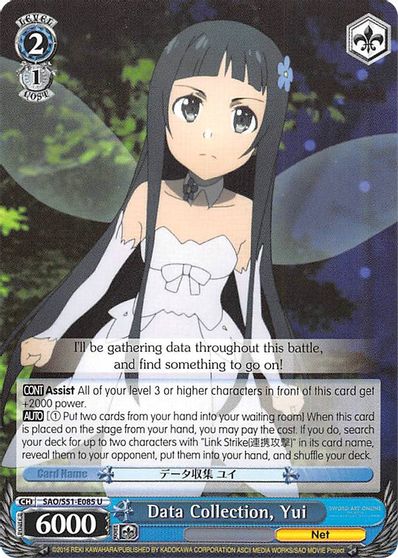 LEVEL
2
1
COST
I'll be gathering data throughout this battle,
and find something to go on!
CONT Assist All of your level 3 or higher characters in front of this card get
+2000 power.
AUTO [① Put two cards from your hand into your waiting room] When this card
is placed on the stage from your hand, you may pay the cost. If you do, search
your deck for up to two characters with "Link Strike[連携攻撃]" in its card name,
reveal them to your opponent, put them into your hand, and shuffle your deck.
Card Name
データ収集 ユイ
CH SAO/S51-E085 U
POWER
6000
Data Collection, Yui
SWORD ART ONLINE
Net
©2016 REKI KAWAHARA/PUBLISHED BY KADOKAWA CORPORATION ASCII MEDIA WORKS/SAO MOVIE Project